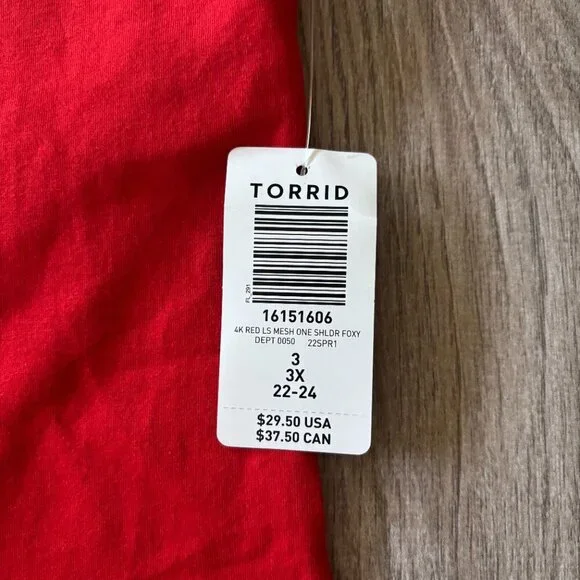 TORRID
FL_Z91
16151606
4K RED LS MESH ONE SHLDR FOXY
DEPT 0050 22SPR1
3
3X
22-24
$29.50 USA
$37.50 CAN